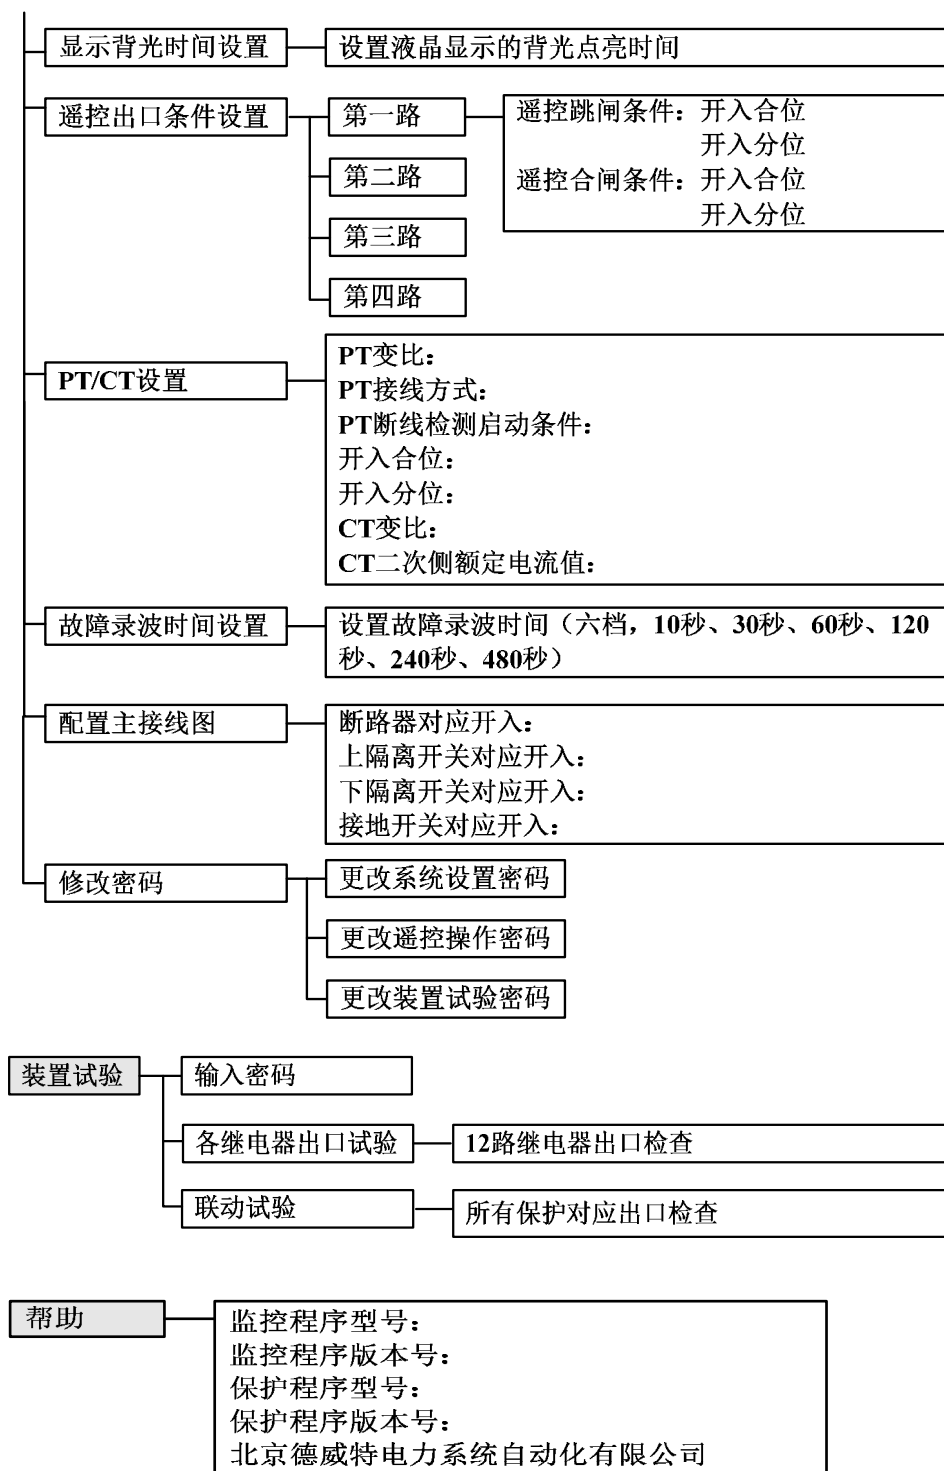 显示背光时间设置
设置液晶显示的背光点亮时间
遥控出口条件设置
第一路
遥控跳闸条件：开入合位
开入分位
遥控合闸条件：开入合位
开入分位
第二路
第三路
第四路
PT/CT设置
PT变比：
PT接线方式：
PT断线检测启动条件：
开入合位：
开入分位：
CT变比：
CT二次侧额定电流值：
故障录波时间设置
设置故障录波时间（六档，10秒、30秒、60秒、120
秒、240秒、480秒）
配置主接线图
断路器对应开入：
上隔离开关对应开入：
下隔离开关对应开入：
接地开关对应开入：
修改密码
更改系统设置密码
更改遥控操作密码
更改装置试验密码
装置试验
输入密码
各继电器出口试验
12路继电器出口检查
联动试验
所有保护对应出口检查
帮助
监控程序型号：
监控程序版本号：
保护程序型号：
保护程序版本号：
北京德威特电力系统自动化有限公司